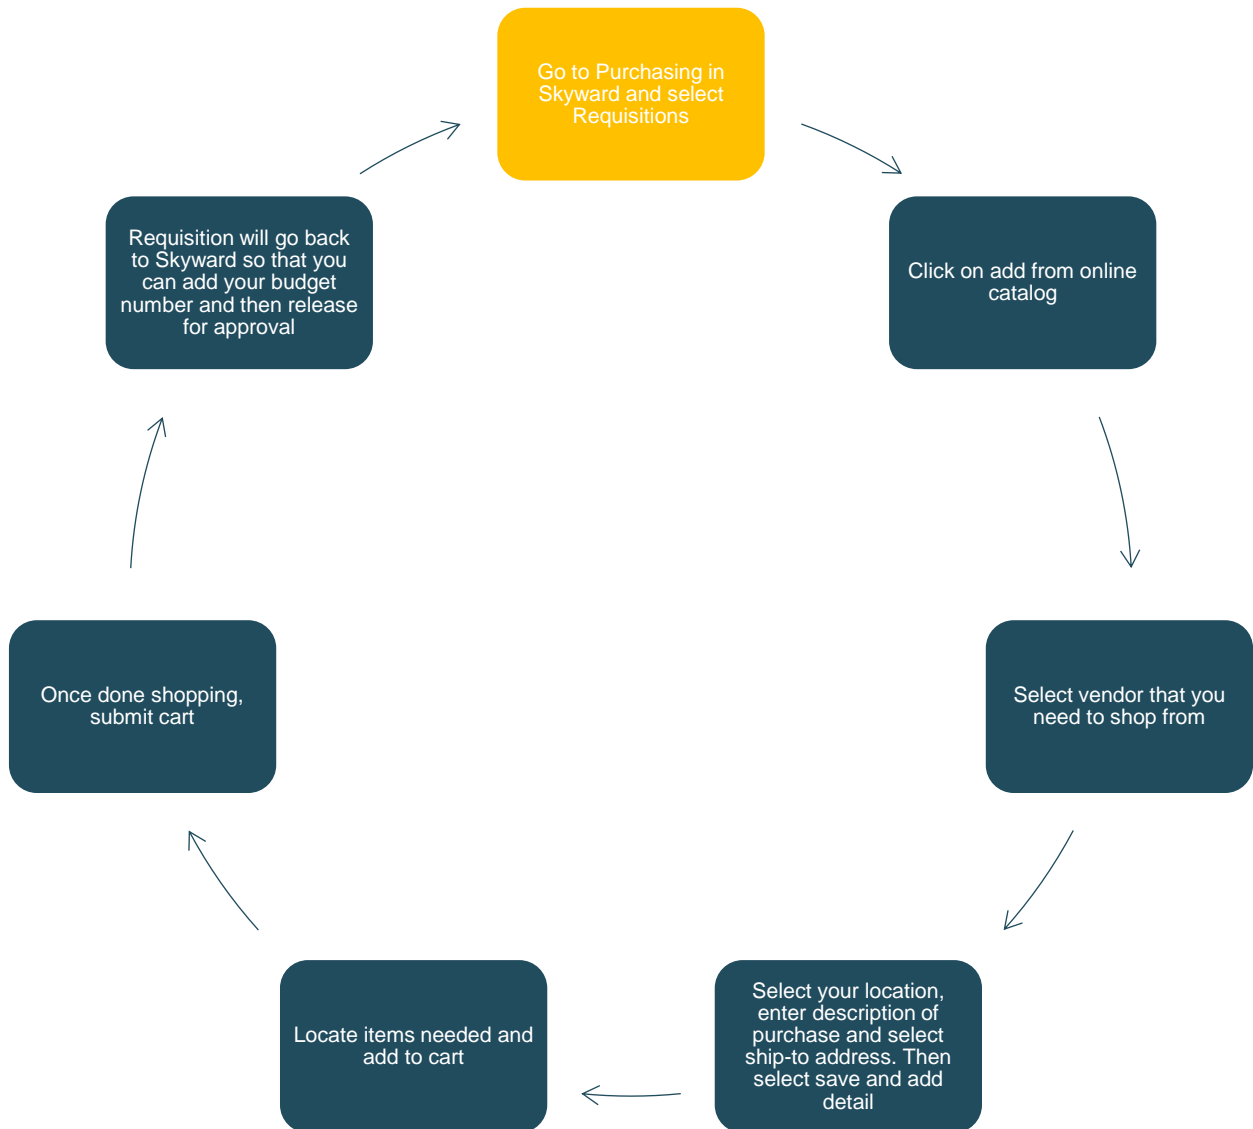 Go to Purchasing in
Skyward and select
Requisitions
Click on add from online
catalog
Select vendor that you
need to shop from
Select your location,
enter description of
purchase and select
ship-to address. Then
select save and add
detail
Locate items needed and
add to cart
Once done shopping,
submit cart
Requisition will go back
to Skyward so that you
can add your budget
number and then release
for approval